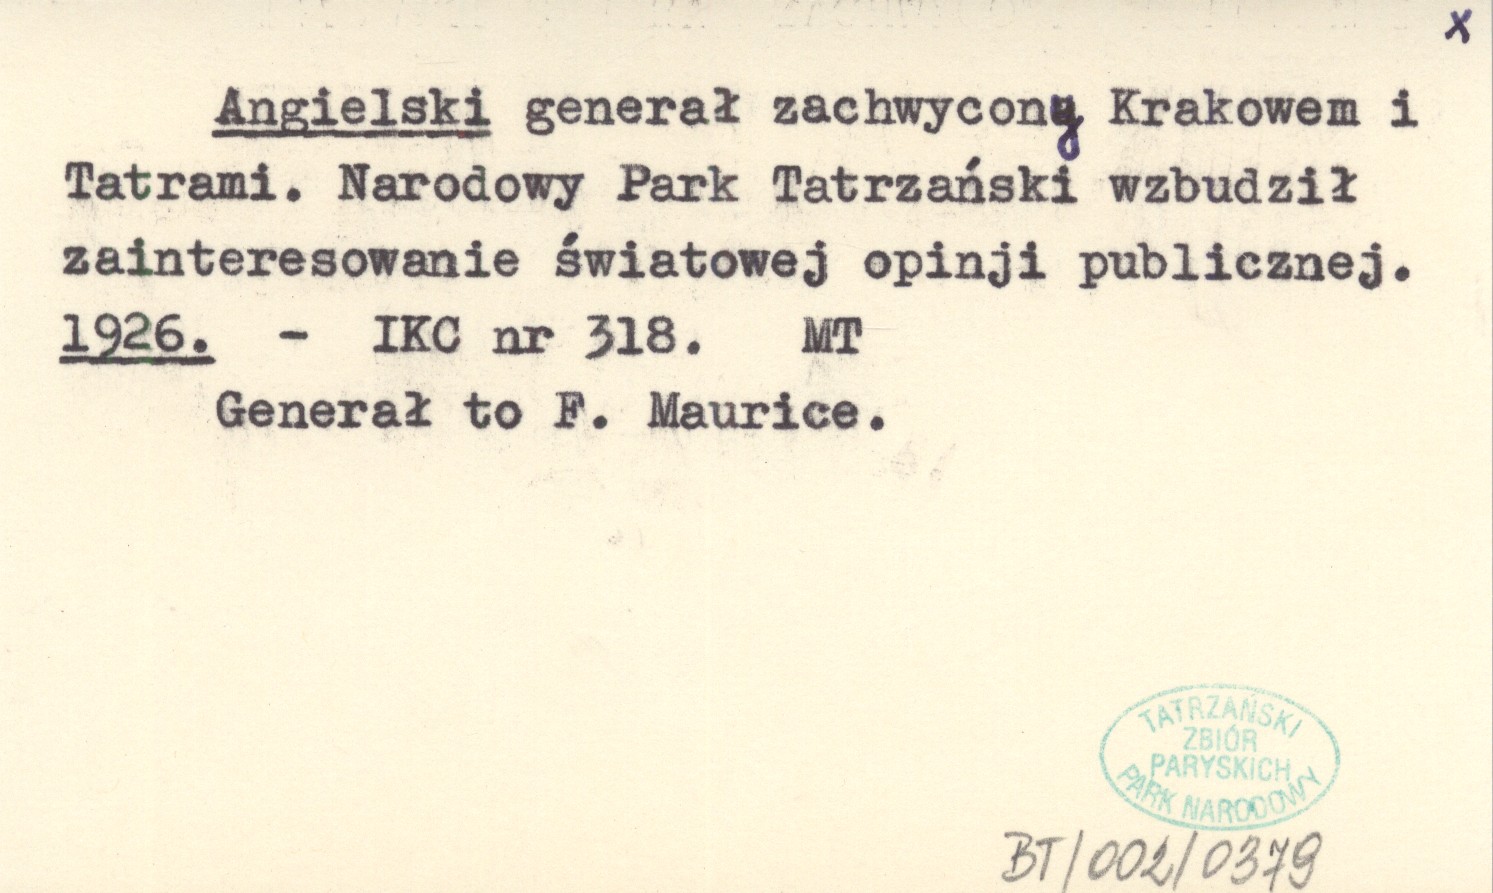 x
Angielski generał zachwycony Krakowem i
Tatrami. Narodowy Park Tatrzański wzbudził
zainteresowanie światowej opinji publicznej.
1926. - IKC nr 318. MT
Generał to F. Maurice.
TATRZAŃSKI
ZBIÓR
PARYSKICH
PARK NARODOWY
BT/002/0379